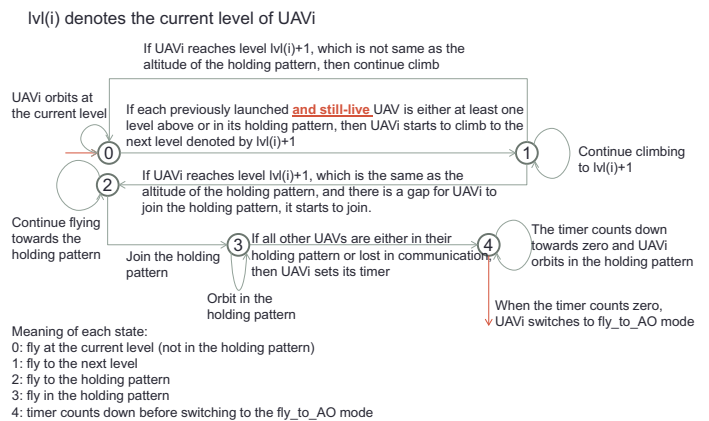 lvl(i) denotes the current level of UAVi
If UAVi reaches level lvl(i)+1, which is not same as the
altitude of the holding pattern, then continue climb
UAVi orbits at
the current level
If each previously launched and still-live UAV is either at least one
level above or in its holding pattern, then UAVi starts to climb to the
next level denoted by lvl(i)+1
0
1
Continue climbing
to lvl(i)+1
2
If UAVi reaches level lvl(i)+1, which is the same as the
altitude of the holding pattern, and there is a gap for UAVi to
join the holding pattern, it starts to join.
Continue flying
towards the
holding pattern
Join the holding
pattern
3
If all other UAVs are either in their
holding pattern or lost in communication,
then UAVi sets its timer
4
The timer counts down
towards zero and UAVi
orbits in the holding pattern
Orbit in the
holding pattern
When the timer counts zero,
UAVi switches to fly_to_AO mode
Meaning of each state:
0: fly at the current level (not in the holding pattern)
1: fly to the next level
2: fly to the holding pattern
3: fly in the holding pattern
4: timer counts down before switching to the fly_to_AO mode